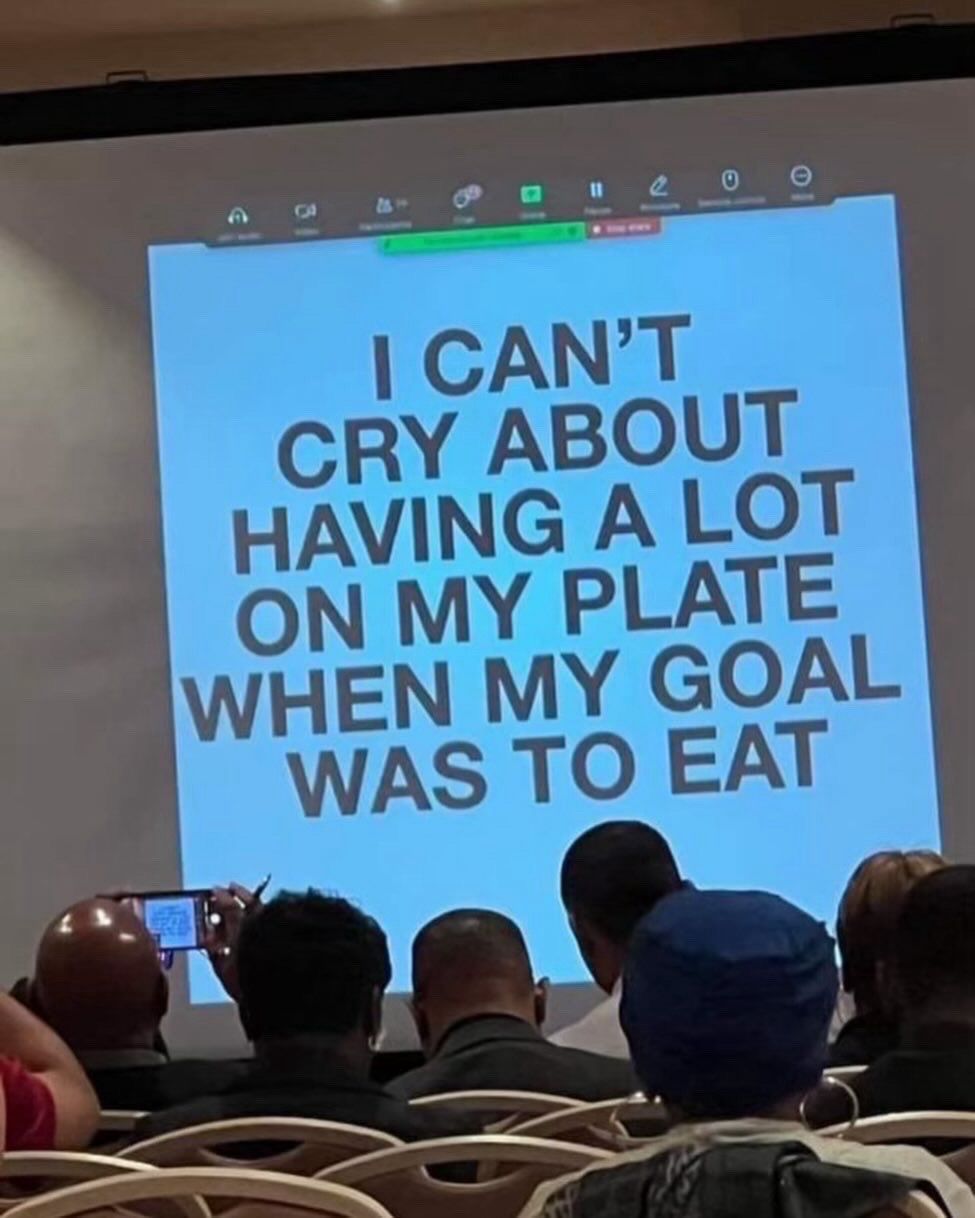 I CAN'T
CRY ABOUT
HAVING A LOT
ON MY PLATE
WHEN MY GOAL
WAS TO EAT